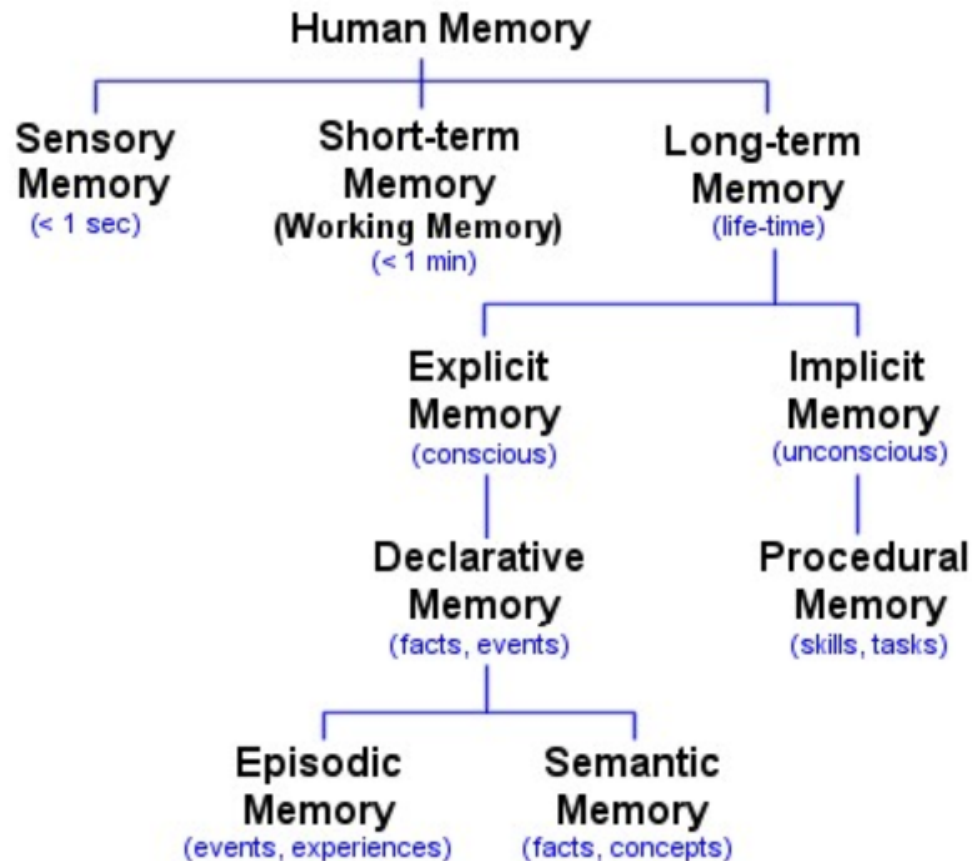 Human Memory
Sensory
Memory
(< 1 sec)
Short-term
Memory
(Working Memory)
(< 1 min)
Long-term
Memory
(life-time)
Explicit
Memory
(conscious)
Implicit
Memory
(unconscious)
Declarative
Memory
(facts, events)
Procedural
Memory
(skills, tasks)
Episodic
Memory
(events, experiences)
Semantic
Memory
(facts, concepts)